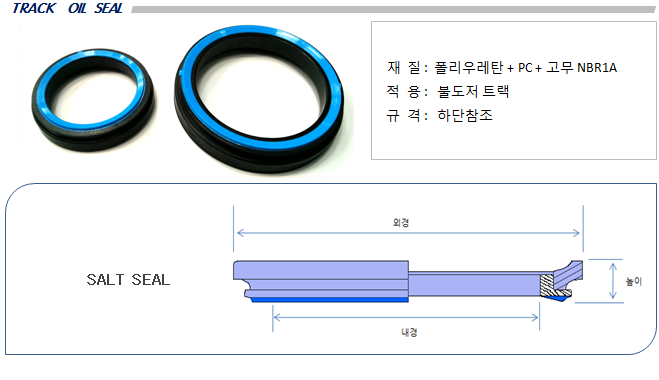 TRACK OIL SEAL
재 질 : 폴리우레탄 + PC + 고무 NBR1A
적 용 : 불도저 트랙
규 격 : 하단참조
외경
SALT SEAL
높이
내경